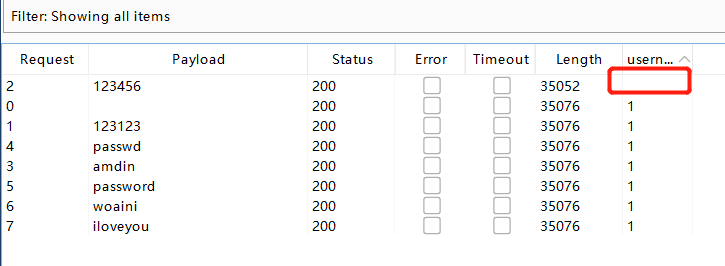 Filter: Showing all items
Request Payload Status Error Timeout Length usern...
2 123456 200 35052
0 200 35076 1
1 123123 200 35076 1
4 passwd 200 35076 1
3 amdin 200 35076 1
5 password 200 35076 1
6 woaini 200 35076 1
7 iloveyou 200 35076 1